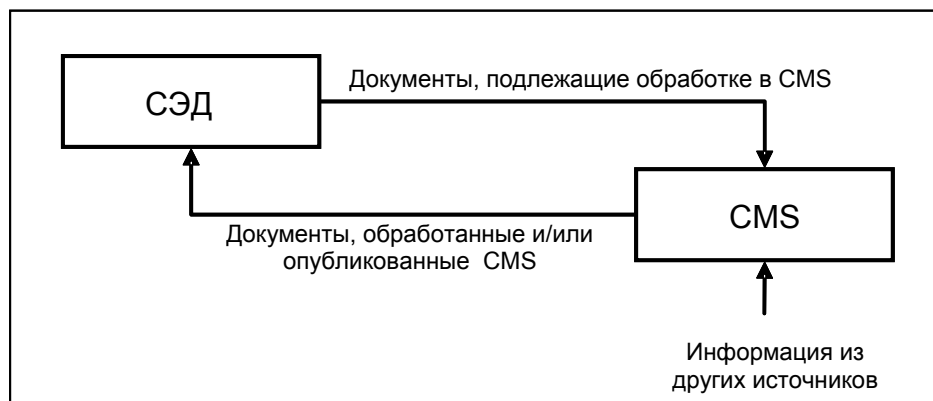 Документы, подлежащие обработке в CMS
СЭД
CMS
Документы, обработанные и/или
опубликованные CMS
Информация из
других источников